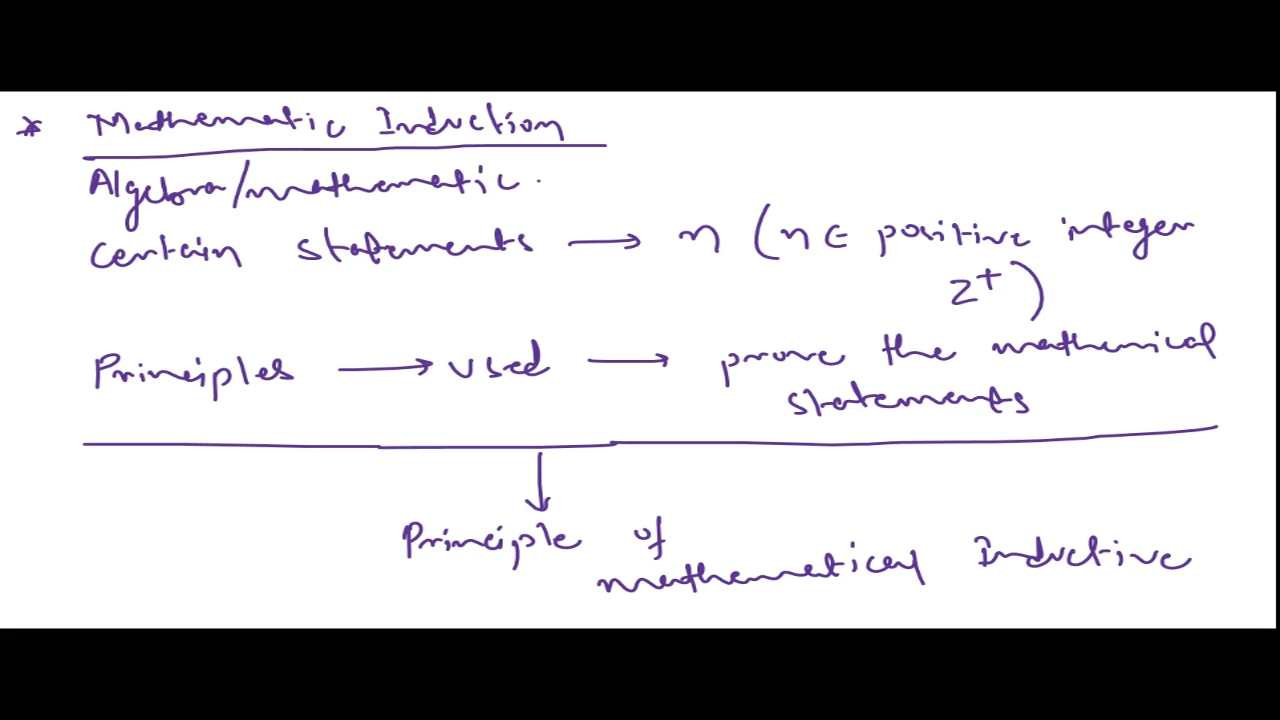 * Mathematic Induction
Algebra/mathematic.
certain statements → n (n ∈ positive integer
Z⁺)
Principles → used → prove the mathemical
statements
↓
Principle of
mathematical Inductive